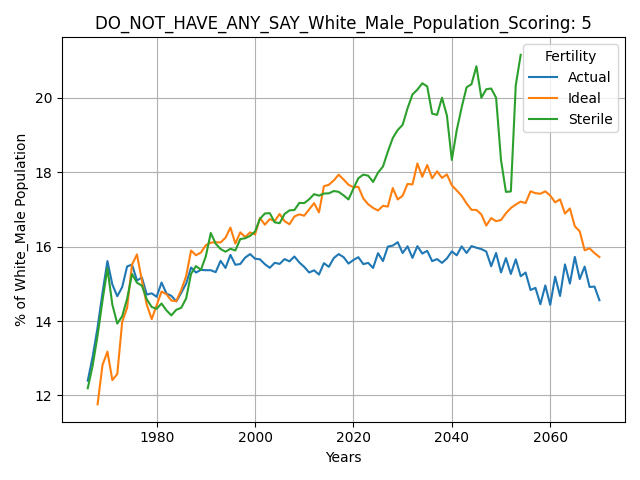 DO_NOT_HAVE_ANY_SAY_White_Male_Population_Scoring: 5
% of White_Male Population
20
18
16
14
12
Fertility
Actual
Ideal
Sterile
1980
2000
2020
2040
2060
Years